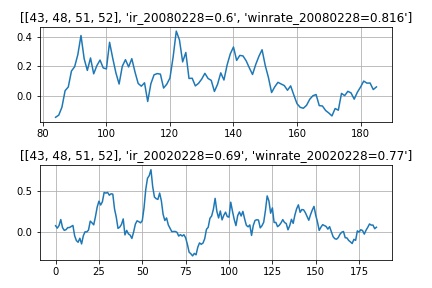 [[43, 48, 51, 52], 'ir_20080228=0.6', 'winrate_20080228=0.816']
0.4
0.2
0.0
80 100 120 140 160 180
[[43, 48, 51, 52], 'ir_20020228=0.69', 'winrate_20020228=0.77']
0.5
0.0
0 25 50 75 100 125 150 175